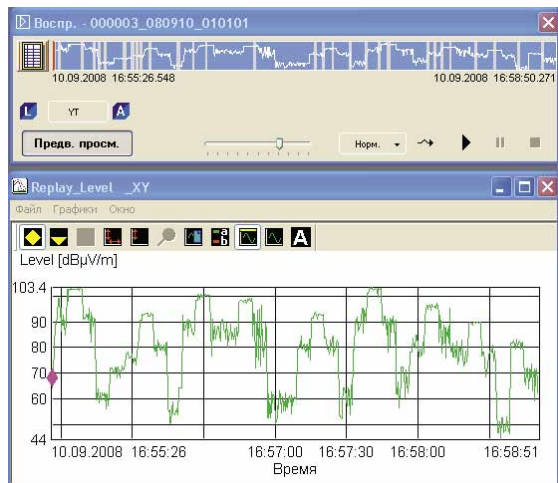 Воспр. - 000003_080910_010101
10.09.2008 16:55:26.548 10.09.2008 16:58:50.271
L YT A
Предв. просм. Норм.
Replay_Level _XY
Файл Графики Окно
a b A
Level [dBµV/m]
103.4
90
80
70
60
44
10.09.2008 16:55:26 16:57:00 16:57:30 16:58:00 16:58:51
Время